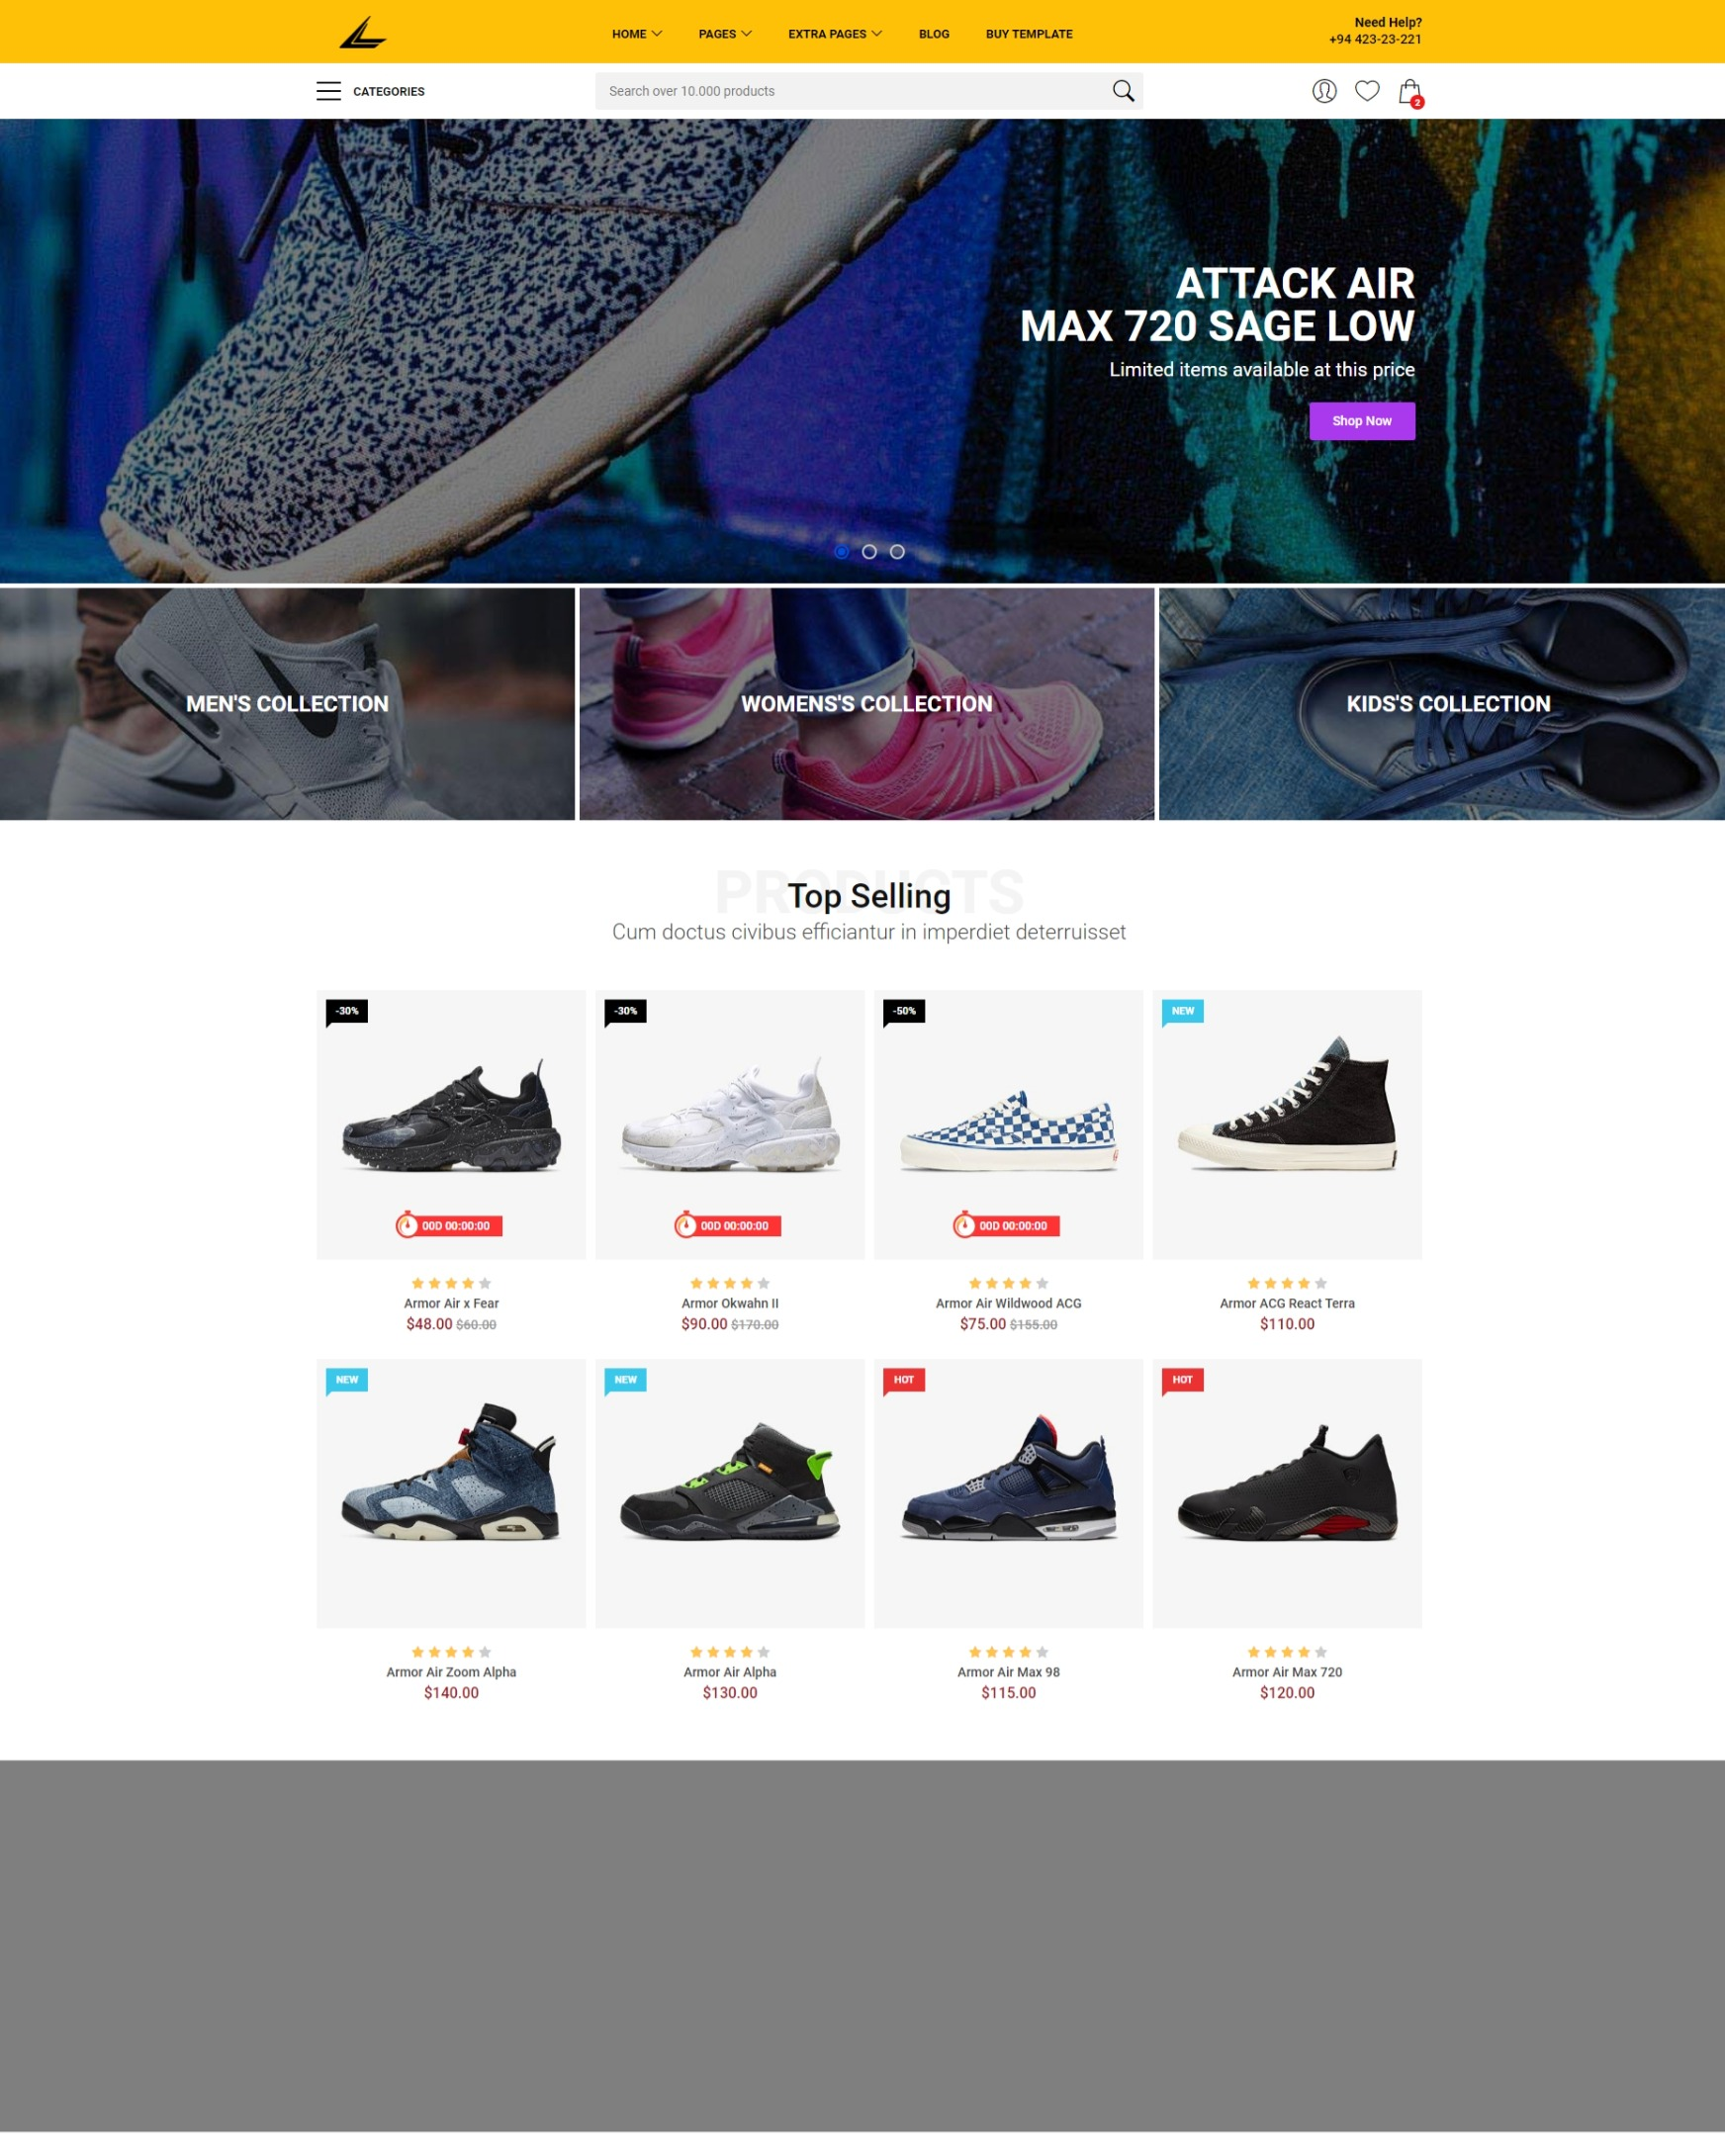 HOME
PAGES
EXTRA PAGES
BLOG
BUY TEMPLATE
Need Help?
+94 423-23-221
CATEGORIES
Search over 10.000 products
2
ATTACK AIR
MAX 720 SAGE LOW
Limited items available at this price
Shop Now
MEN'S COLLECTION
WOMENS'S COLLECTION
KIDS'S COLLECTION
PRODUCTS
Top Selling
Cum doctus civibus efficiantur in imperdiet deterruisset
-30%
-30%
-50%
NEW
00D 00:00:00
00D 00:00:00
00D 00:00:00
Armor Air x Fear
$48.00 $60.00
Armor Okwahn II
$90.00 $170.00
Armor Air Wildwood ACG
$75.00 $155.00
Armor ACG React Terra
$110.00
NEW
NEW
HOT
HOT
Armor Air Zoom Alpha
$140.00
Armor Air Alpha
$130.00
Armor Air Max 98
$115.00
Armor Air Max 720
$120.00